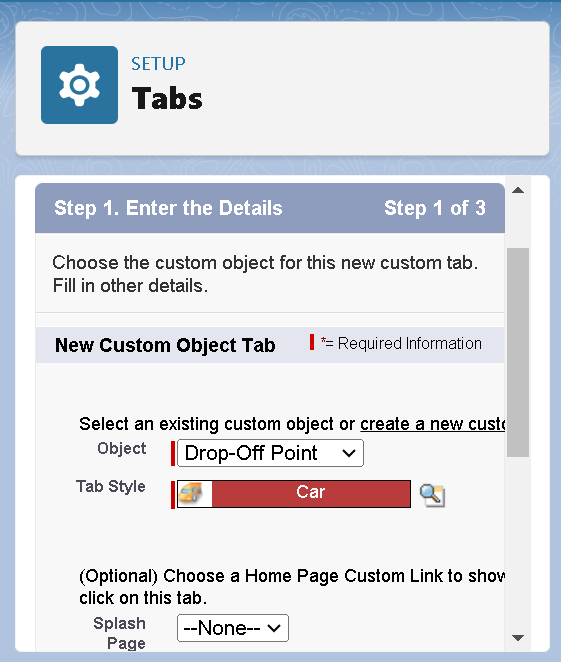 SETUP
Tabs
Step 1. Enter the Details Step 1 of 3
Choose the custom object for this new custom tab.
Fill in other details.
New Custom Object Tab *= Required Information
Select an existing custom object or create a new custo
Object Drop-Off Point
Tab Style Car
(Optional) Choose a Home Page Custom Link to show
click on this tab.
Splash
Page --None--